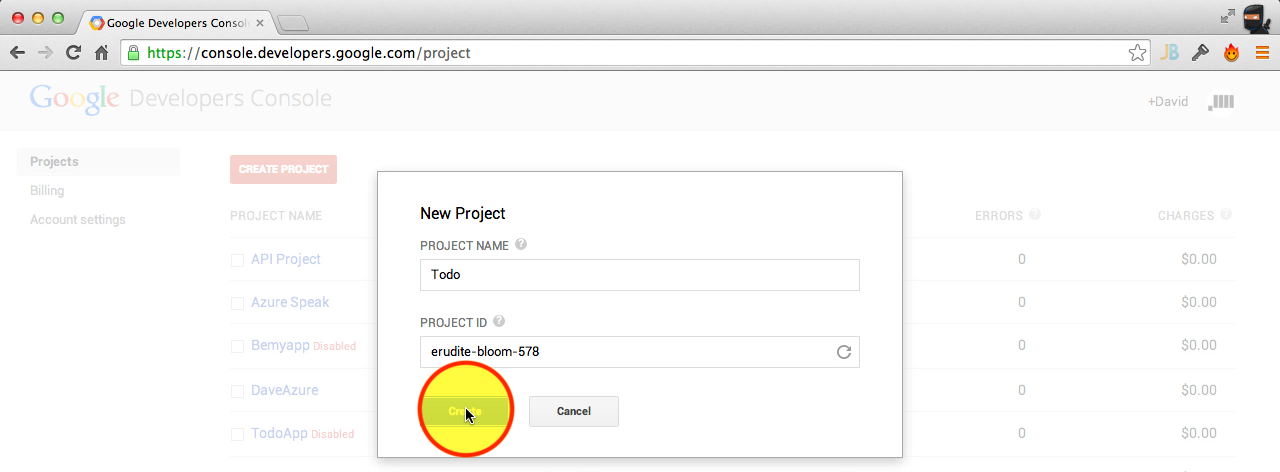 Google Developers Consol
https://console.developers.google.com/project
JB
Google Developers Console
+David
Projects
Billing
Account settings
CREATE PROJECT
PROJECT NAME
ERRORS ?
CHARGES ?
API Project
0
$0.00
Azure Speak
0
$0.00
Bemyapp Disabled
0
$0.00
DaveAzure
0
$0.00
TodoApp Disabled
0
$0.00
New Project
PROJECT NAME ?
Todo
PROJECT ID ?
erudite-bloom-578
Create
Cancel